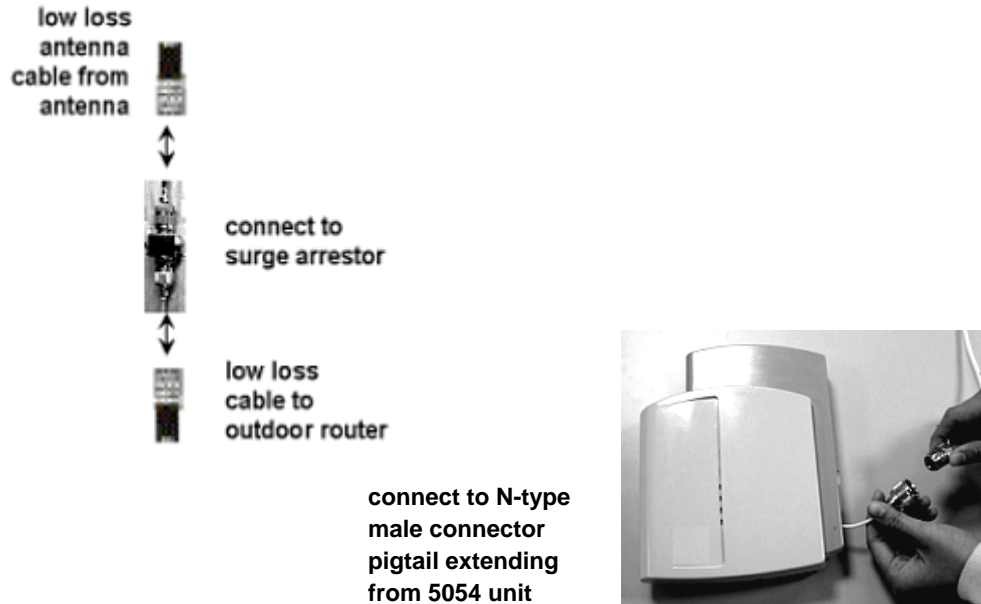 low loss
antenna
cable from
antenna
connect to
surge arrestor
low loss
cable to
outdoor router
connect to N-type
male connector
pigtail extending
from 5054 unit